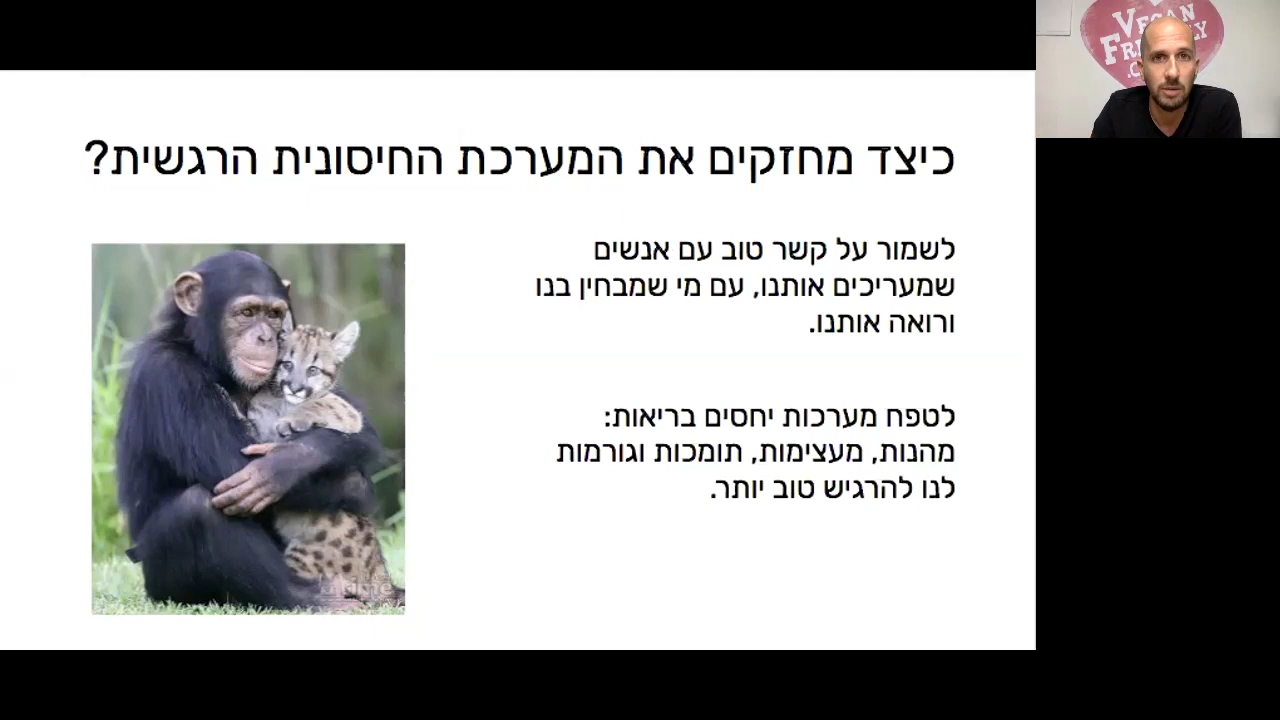 VEGAN
כיצד מחזקים את המערכת החיסונית הרגשית?
לשמור על קשר טוב עם אנשים
שמעריכים אותנו, עם מי שמבחין בנו
ורואה אותנו.
לטפח מערכות יחסים בריאות:
מהנות, מעצימות, תומכות וגורמות
לנו להרגיש טוב יותר.